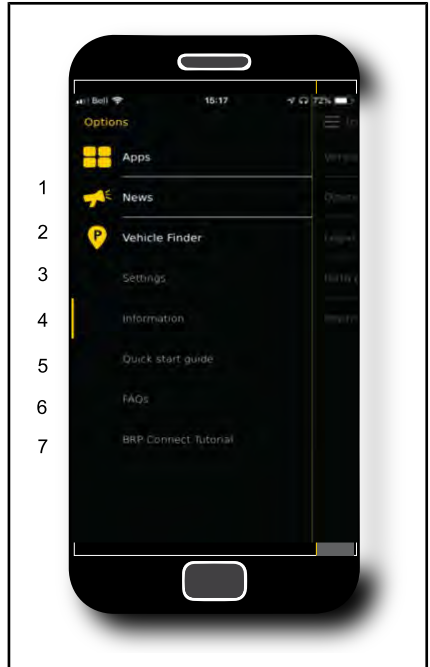 Bell 15:17 72%
Options
Apps
1 News
2 P Vehicle Finder
3 Settings
4 Information
5 Quick start guide
6 FAQs
7 BRP Connect Tutorial